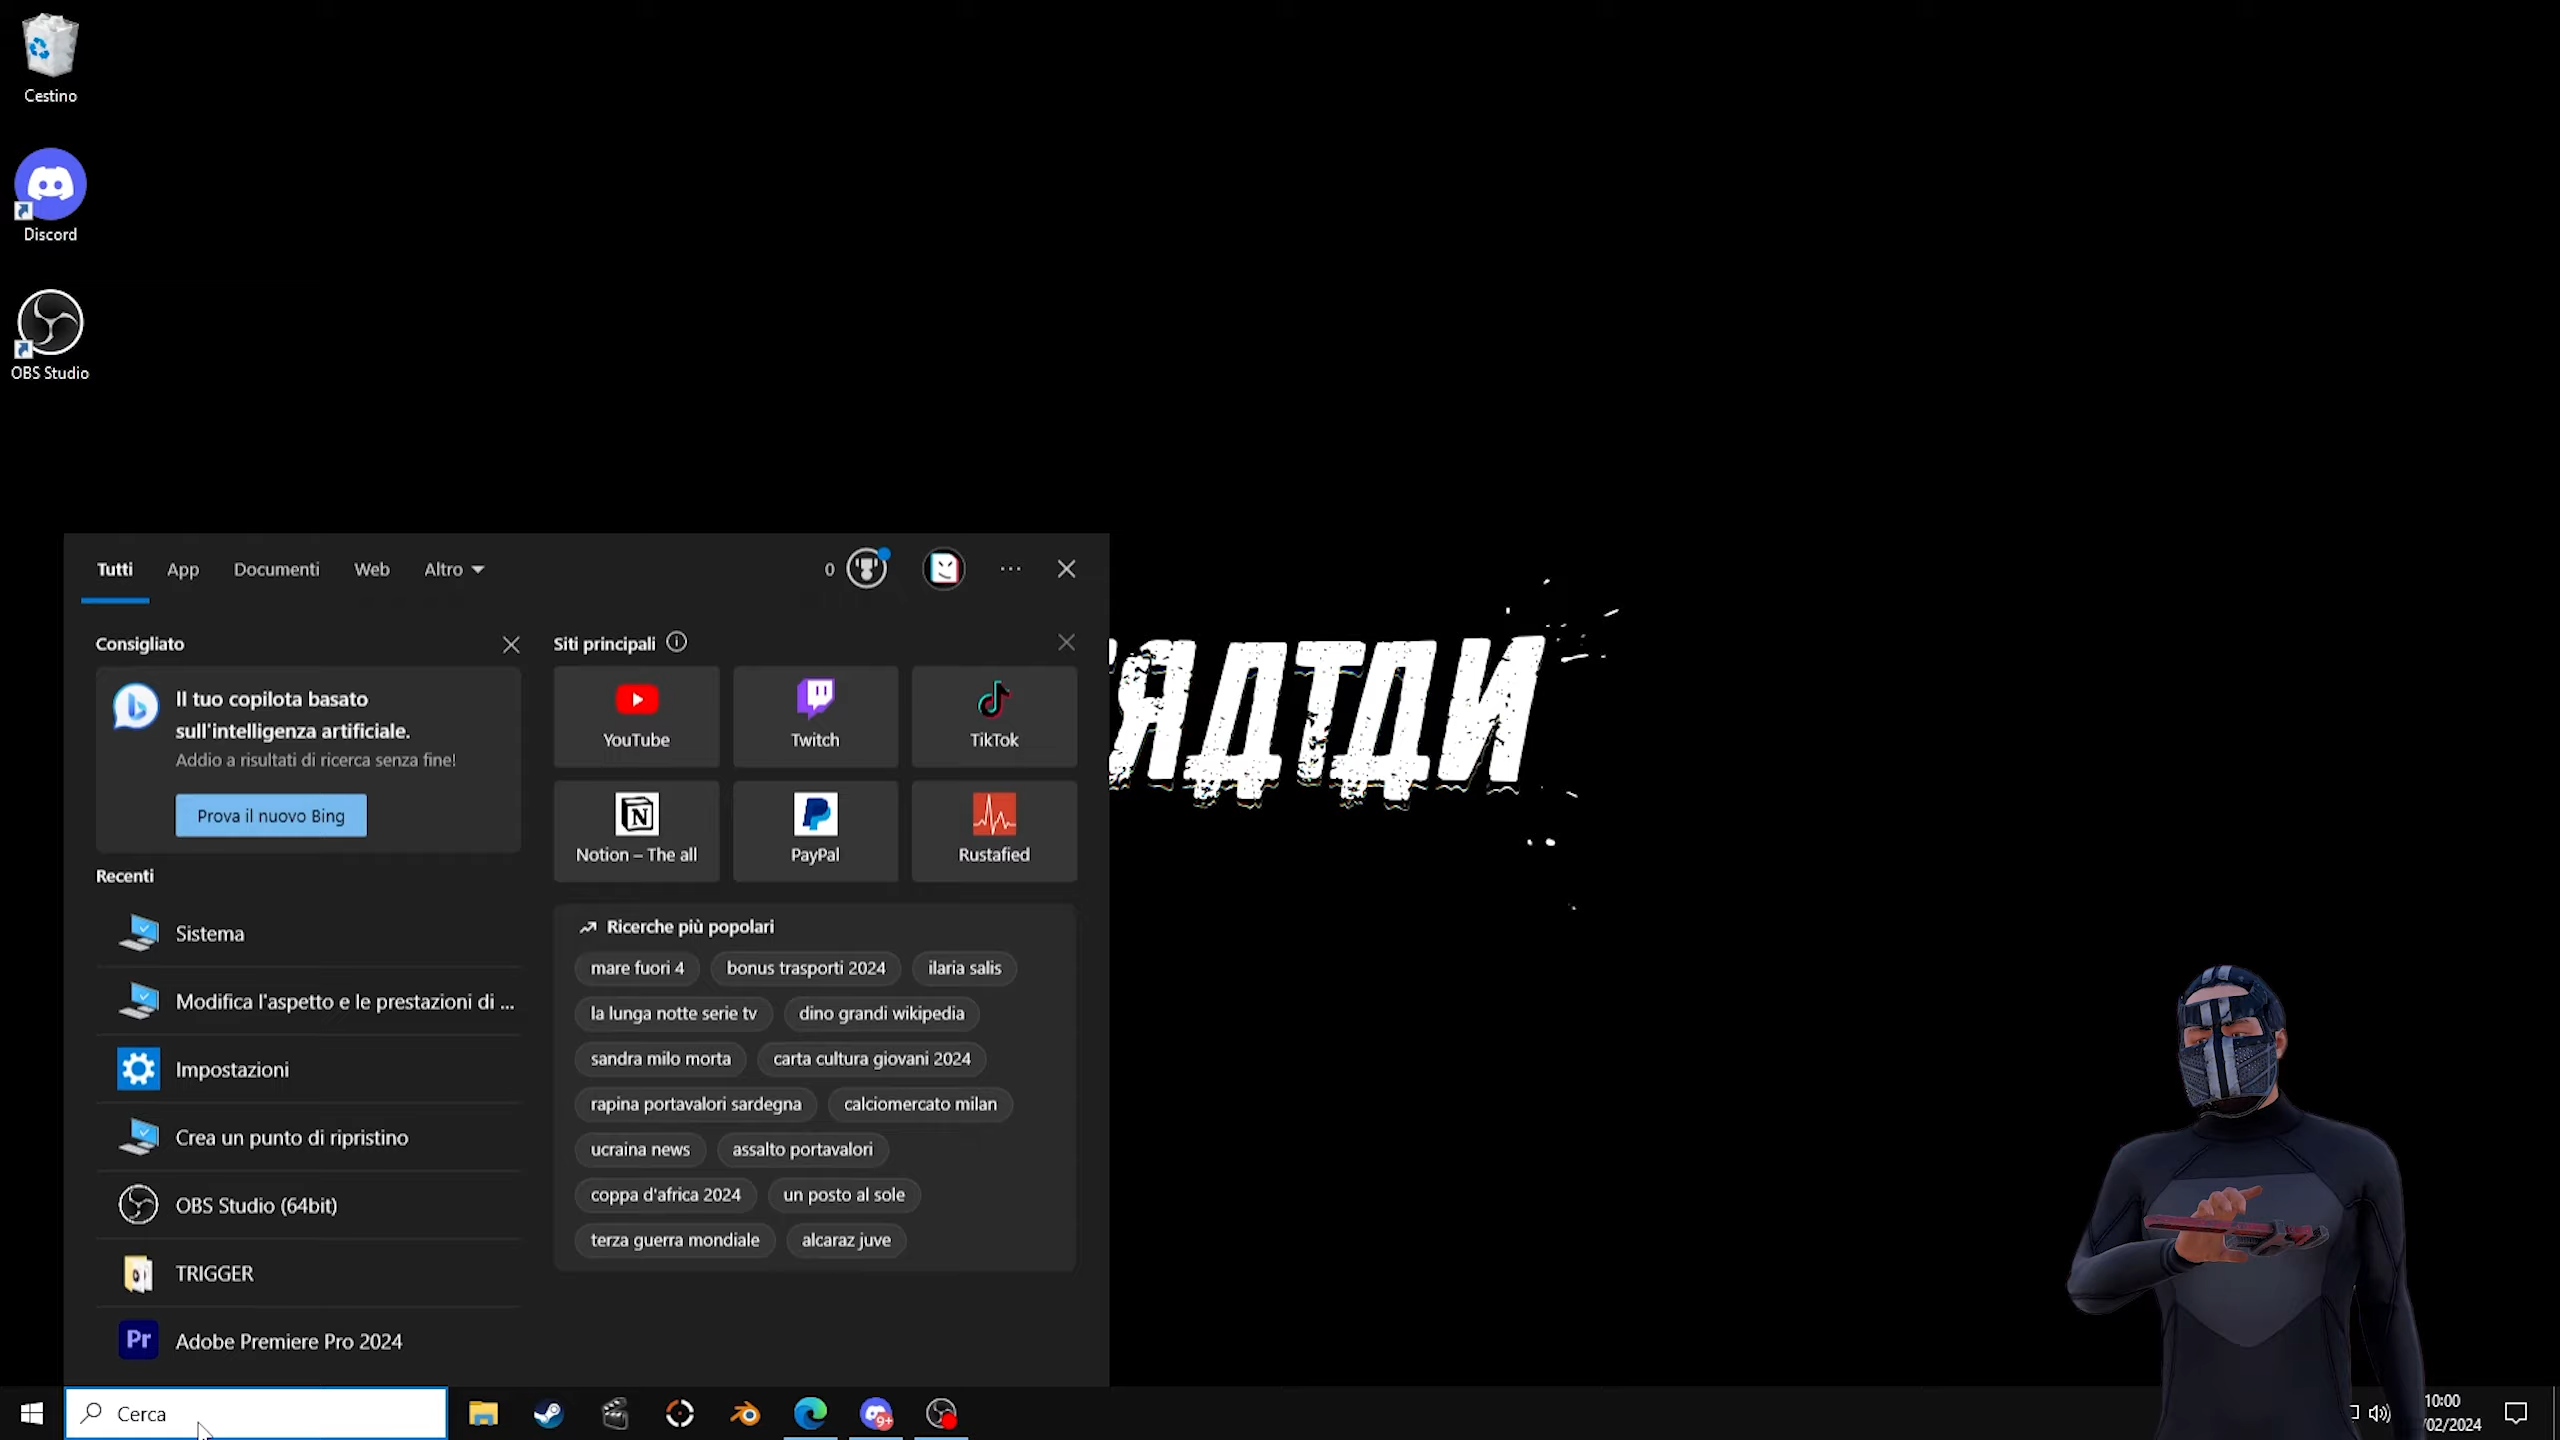 Cestino
Discord
OBS Studio
Tutti
App
Documenti
Web
Altro
0
Consigliato
Il tuo copilota basato
sull'intelligenza artificiale.
Addio a risultati di ricerca senza fine!
Prova il nuovo Bing
Recenti
Sistema
Modifica l'aspetto e le prestazioni di ...
Impostazioni
Crea un punto di ripristino
OBS Studio (64bit)
TRIGGER
Pr
Adobe Premiere Pro 2024
Siti principali
YouTube
Twitch
TikTok
Notion – The all
PayPal
Rustafied
Ricerche più popolari
mare fuori 4
bonus trasporti 2024
ilaria salis
la lunga notte serie tv
dino grandi wikipedia
sandra milo morta
carta cultura giovani 2024
rapina portavalori sardegna
calciomercato milan
ucraina news
assalto portavalori
coppa d'africa 2024
un posto al sole
terza guerra mondiale
alcaraz juve
ЯДТДИ
Cerca
9+
10:00
/02/2024